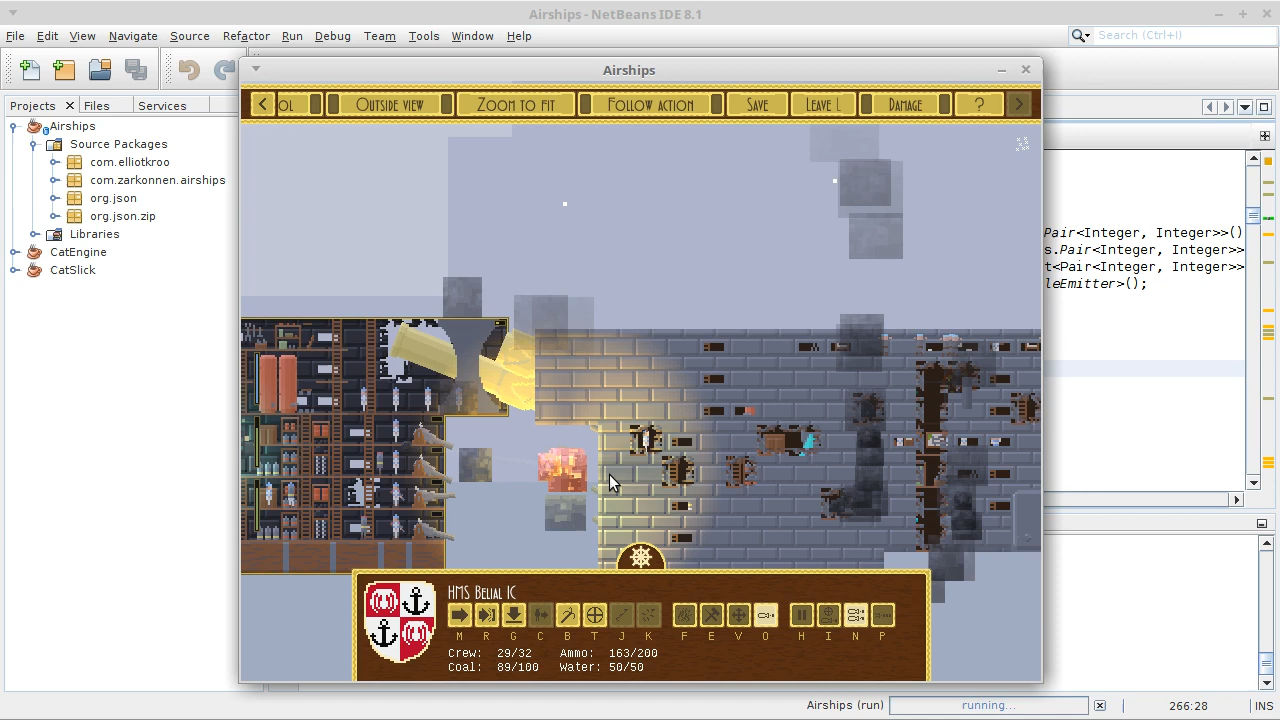 Airships - NetBeans IDE 8.1
File Edit View Navigate Source Refactor Run Debug Team Tools Window Help
Search (Ctrl+I)
Airships
Projects Files Services
OL OUTSIDE VIEW ZOOM TO FIT FOLLOW ACTION SAVE LEAVE DAMAGE ?
Airships
Source Packages
com.elliotkroo
com.zarkonnen.airships
org.json
org.json.zip
Libraries
CatEngine
CatSlick
Pair<Integer, Integer>>()
s.Pair<Integer, Integer>>
t<Pair<Integer, Integer>>
leEmitter>();
HMS BELIAL IC
M R G C B T J K F E V O H I N P
Crew: 29/32 Ammo: 163/200
Coal: 89/100 Water: 50/50
Airships (run) running... 266:28 INS